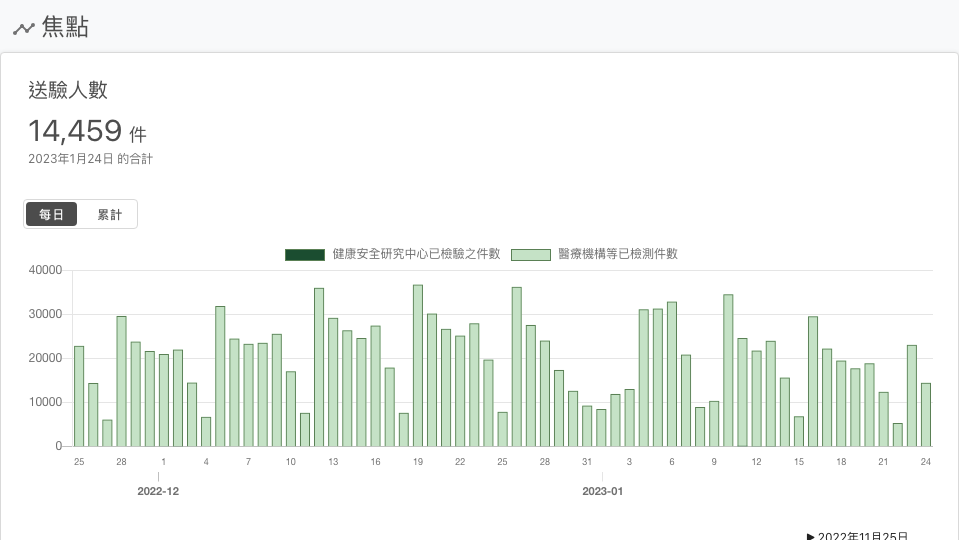 焦點
送驗人數
14,459 件
2023年1月24日 的合計
每日 累計
健康安全研究中心已檢驗之件數 醫療機構等已檢測件數
40000
30000
20000
10000
0
25 28 1 4 7 10 13 16 19 22 25 28 31 3 6 9 12 15 18 21 24
2022-12 2023-01
▶ 2022年11月25日